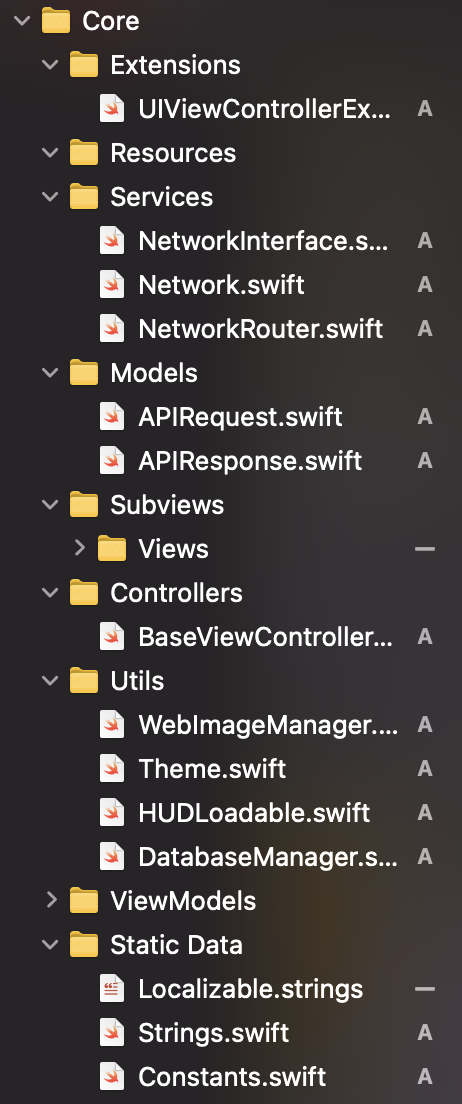 Core
Extensions
UIViewControllerEx... A
Resources
Services
NetworkInterface.s... A
Network.swift A
NetworkRouter.swift A
Models
APIRequest.swift A
APIResponse.swift A
Subviews
Views
Controllers
BaseViewController... A
Utils
WebImageManager.... A
Theme.swift A
HUDLoadable.swift A
DatabaseManager.s... A
ViewModels
Static Data
Localizable.strings
Strings.swift A
Constants.swift A